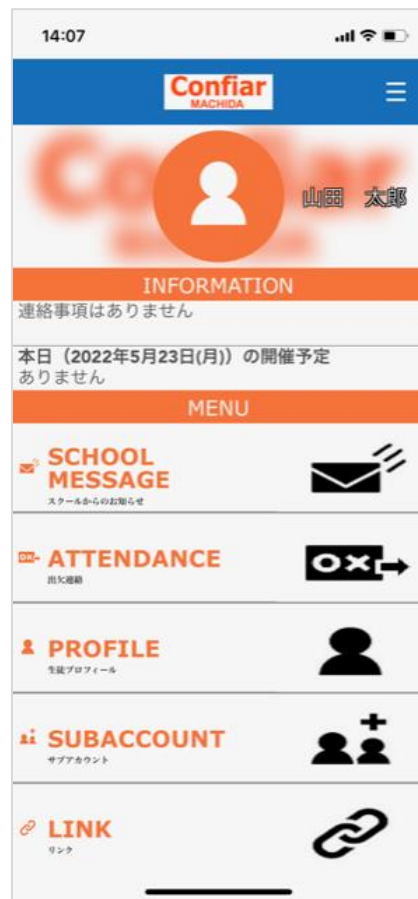 14:07
Confiar
MACHIDA
山田　太郎
INFORMATION
連絡事項はありません
本日（2022年5月23日(月)）の開催予定
ありません
MENU
SCHOOL
MESSAGE
スクールからのお知らせ
ATTENDANCE
出欠連絡
PROFILE
生徒プロフィール
SUBACCOUNT
サブアカウント
LINK
リンク